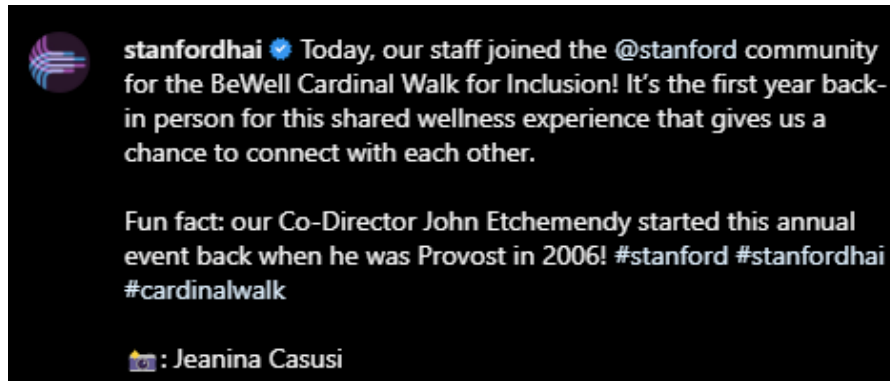 stanfordhai Today, our staff joined the @stanford community
for the BeWell Cardinal Walk for Inclusion! It’s the first year back-
in person for this shared wellness experience that gives us a
chance to connect with each other.
Fun fact: our Co-Director John Etchemendy started this annual
event back when he was Provost in 2006! #stanford #stanfordhai
#cardinalwalk
📸: Jeanina Casusi